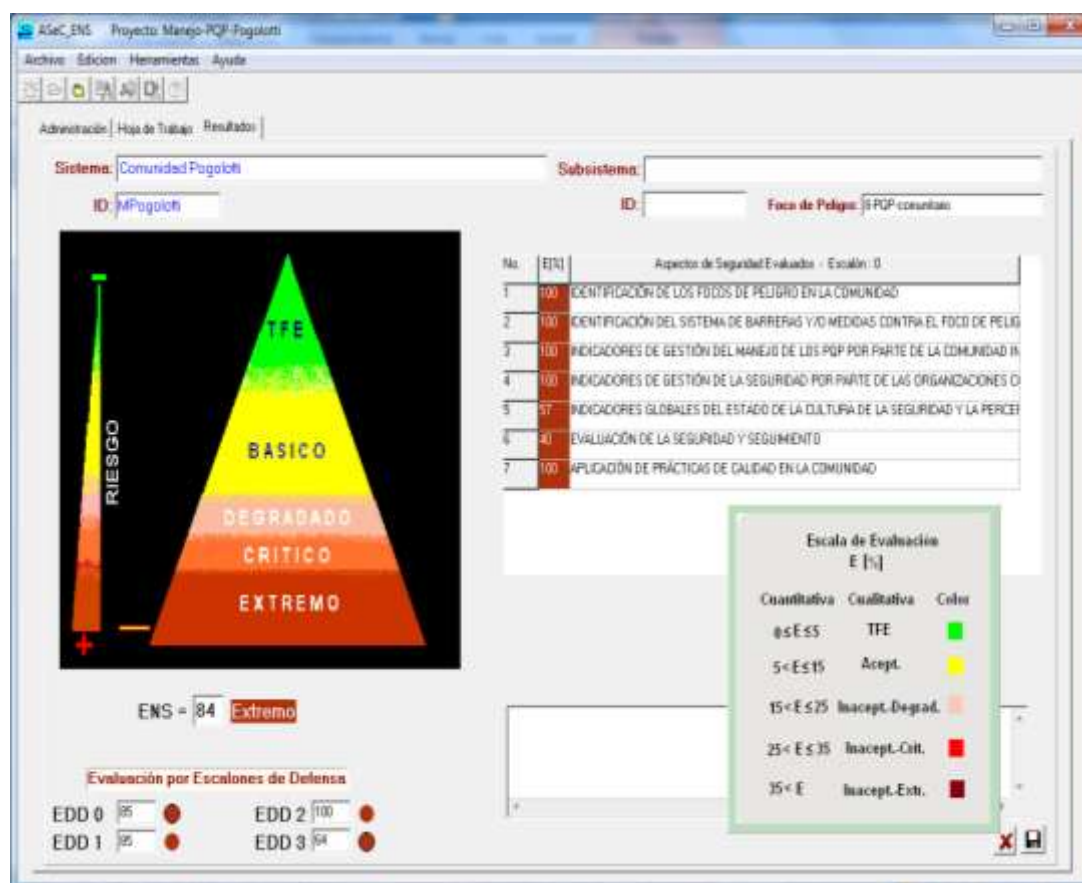 ASeC_ENS Proyecto: Manejo-PQP-Pogolotti
Archivo Edicion Herramientas Ayuda
Administración Hoja de Trabajo Resultados
Sistema: Comunidad Pogolotti
Subsistema:
ID: MPogolotti
ID:
Foco de Peligro: PQP comunitario
No. E[%] Aspectos de Seguridad Evaluados - Escalón: 0
1 100 IDENTIFICACIÓN DE LOS FOCOS DE PELIGRO EN LA COMUNIDAD
2 100 IDENTIFICACIÓN DEL SISTEMA DE BARRERAS Y/O MEDIDAS CONTRA EL FOCO DE PELIG
3 100 INDICADORES DE GESTIÓN DEL MANEJO DE LOS PQP POR PARTE DE LA COMUNIDAD IN
4 100 INDICADORES DE GESTIÓN DE LA SEGURIDAD POR PARTE DE LAS ORGANIZACIONES
5 57 INDICADORES GLOBALES DEL ESTADO DE LA CULTURA DE LA SEGURIDAD Y LA PERCEP
6 40 EVALUACIÓN DE LA SEGURIDAD Y SEGUIMIENTO
7 100 APLICACIÓN DE PRÁCTICAS DE CALIDAD EN LA COMUNIDAD
RIESGO
TFE
BASICO
DEGRADADO
CRITICO
EXTREMO
ENS = 84 Extremo
Evaluación por Escalones de Defensa
EDD 0
EDD 2 100
EDD 1
EDD 3 64
Escala de Evaluación
E [%]
Cuantitativa Cualitativa Color
0≤E≤5 TFE
5<E≤15 Acept.
15<E≤25 Inacept.-Degrad.
25<E≤35 Inacept.-Crit.
35<E Inacept.-Extr.